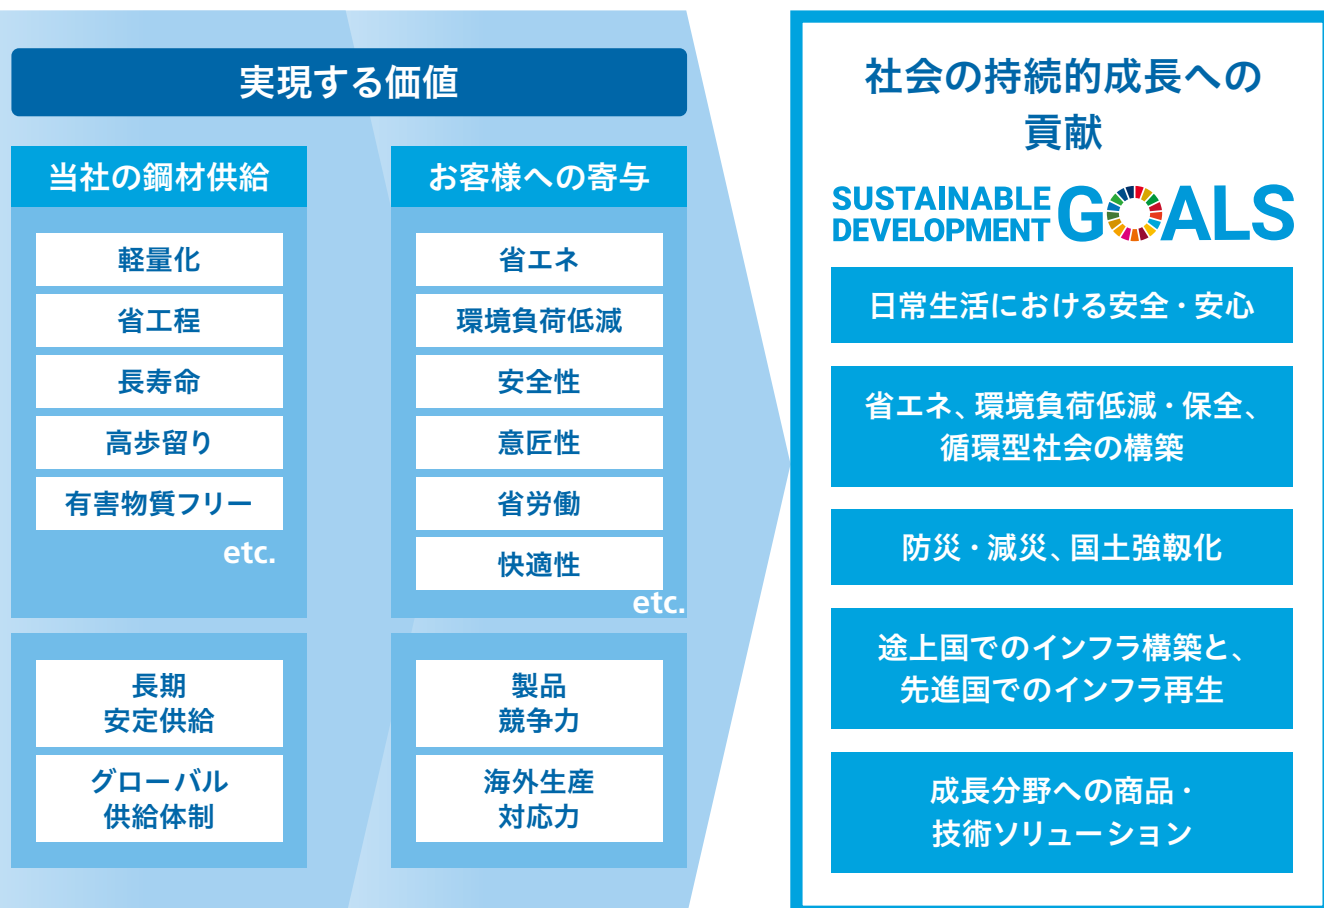 実現する価値
当社の鋼材供給
軽量化
省工程
長寿命
高歩留り
有害物質フリー
etc.
長期
安定供給
グローバル
供給体制
お客様への寄与
省エネ
環境負荷低減
安全性
意匠性
省労働
快適性
etc.
製品
競争力
海外生産
対応力
社会の持続的成長への
貢献
SUSTAINABLE
DEVELOPMENT
GOALS
日常生活における安全・安心
省エネ、環境負荷低減・保全、
循環型社会の構築
防災・減災、国土強靱化
途上国でのインフラ構築と、
先進国でのインフラ再生
成長分野への商品・
技術ソリューション